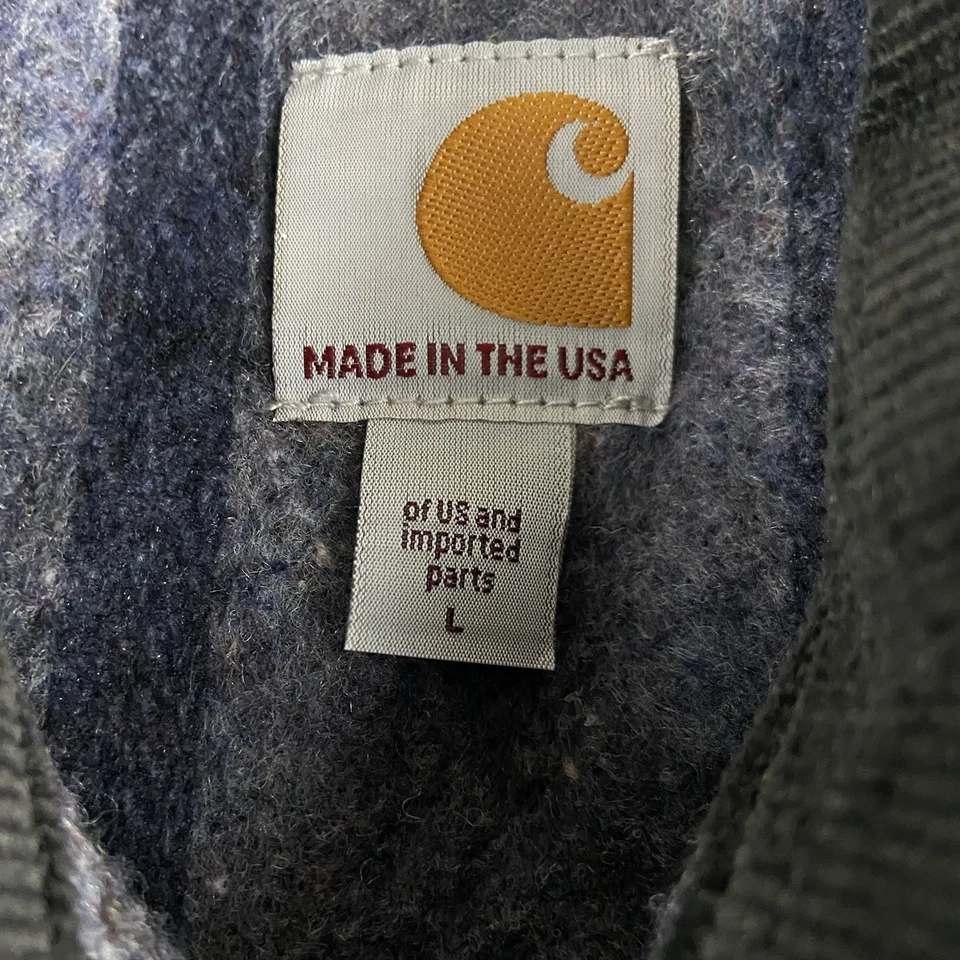 MADE IN THE USA
of US and
imported
parts
L